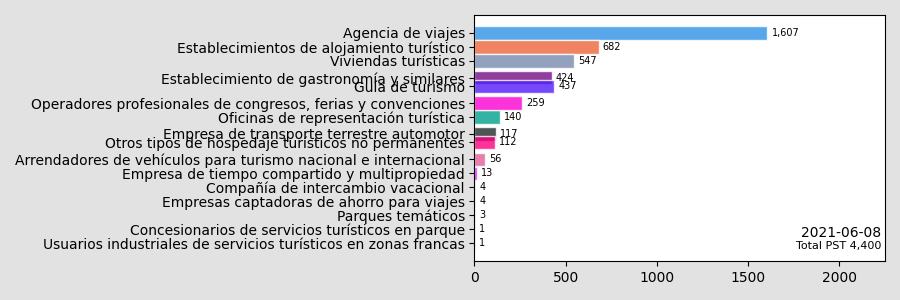 Agencia de viajes 1,607
Establecimientos de alojamiento turístico 682
Viviendas turísticas 547
Establecimiento de gastronomía y similares 424
Guía de turismo 437
Operadores profesionales de congresos, ferias y convenciones 259
Oficinas de representación turística 140
Empresa de transporte terrestre automotor 117
Otros tipos de hospedaje turísticos no permanentes 112
Arrendadores de vehículos para turismo nacional e internacional 56
Empresa de tiempo compartido y multipropiedad 13
Compañía de intercambio vacacional 4
Empresas captadoras de ahorro para viajes 4
Parques temáticos 3
Concesionarios de servicios turísticos en parque 1
Usuarios industriales de servicios turísticos en zonas francas 1
2021-06-08
Total PST 4,400
0 500 1000 1500 2000